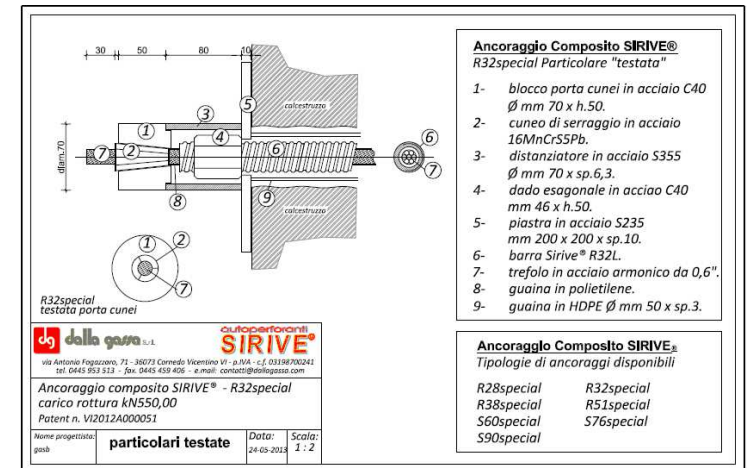 30 50 80 10
diam.70
1
2
3
4
5
6
7
8
9
calcestruzzo
calcestruzzo
6
7
1
2
7
R32special
testata porta cunei
Ancoraggio Composito SIRIVE®
R32special Particolare "testata"
1- blocco porta cunei in acciaio C40
Ø mm 70 x h.50.
2- cuneo di serraggio in acciaio
16MnCrS5Pb.
3- distanziatore in acciaio S355
Ø mm 70 x sp.6,3.
4- dado esagonale in acciao C40
mm 46 x h.50.
5- piastra in acciaio S235
mm 200 x 200 x sp.10.
6- barra Sirive® R32L.
7- trefolo in acciaio armonico da 0,6".
8- guaina in polietilene.
9- guaina in HDPE Ø mm 50 x sp.3.
dg dalla gassa s.r.l.
autoperforanti
SIRIVE®
via Antonio Fogazzaro, 71 - 36073 Cornedo Vicentino VI - p.IVA - c.f. 03198700241
tel. 0445 953 513 - fax. 0445 459 406 - e.mail: contatti@dallagassa.com
Ancoraggio composito SIRIVE® - R32special
carico rottura kN550,00
Patent n. VI2012A000051
Nome progettista:
gasb
particolari testate
Data:
24-05-2013
Scala:
1 : 2
Ancoraggio Composito SIRIVE®
Tipologie di ancoraggi disponibili
R28special R32special
R38special R51special
S60special S76special
S90special